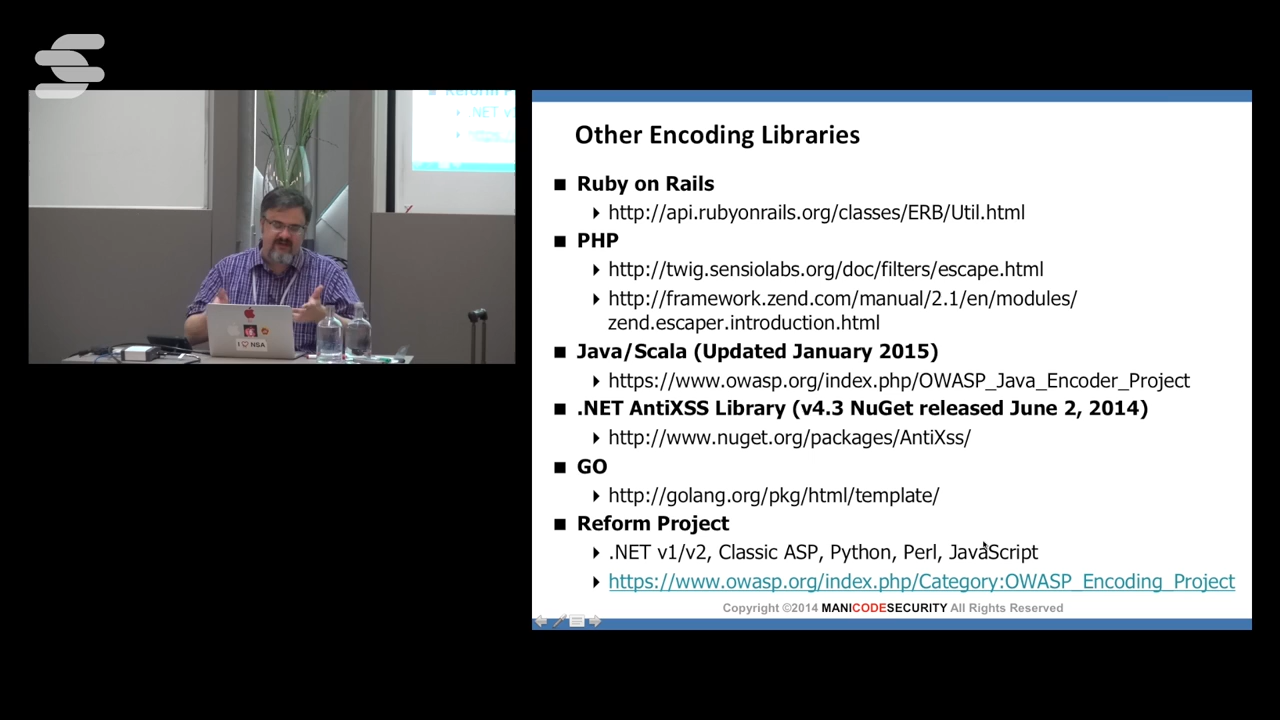 Reform P
.NET v
I NSA
Other Encoding Libraries
Ruby on Rails
http://api.rubyonrails.org/classes/ERB/Util.html
PHP
http://twig.sensiolabs.org/doc/filters/escape.html
http://framework.zend.com/manual/2.1/en/modules/
zend.escaper.introduction.html
Java/Scala (Updated January 2015)
https://www.owasp.org/index.php/OWASP_Java_Encoder_Project
.NET AntiXSS Library (v4.3 NuGet released June 2, 2014)
http://www.nuget.org/packages/AntiXss/
GO
http://golang.org/pkg/html/template/
Reform Project
.NET v1/v2, Classic ASP, Python, Perl, JavaScript
https://www.owasp.org/index.php/Category:OWASP_Encoding_Project
Copyright ©2014 MANICODESECURITY All Rights Reserved